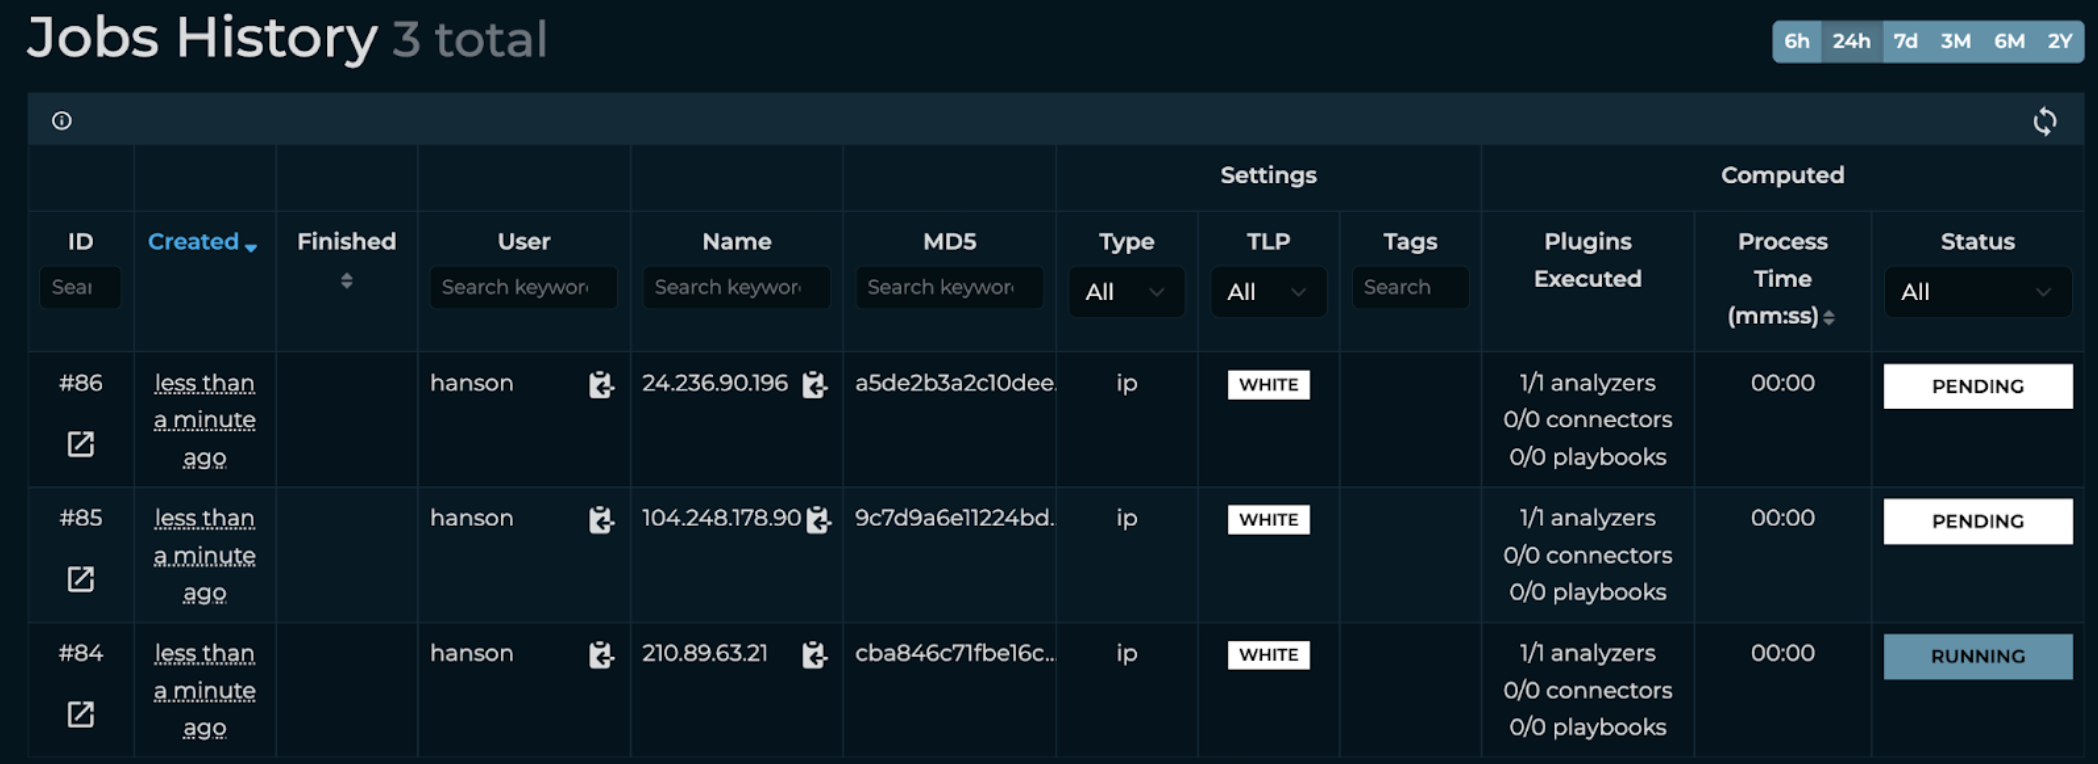 Jobs History 3 total
6h 24h 7d 3M 6M 2Y
Settings Computed
ID Created Finished User Name MD5 Type TLP Tags Plugins Executed Process Time (mm:ss) Status
Sear Search keywor Search keywor Search keywor All All Search All
#86 less than a minute ago hanson 24.236.90.196 a5de2b3a2c10dee. ip WHITE 1/1 analyzers 00:00 PENDING
0/0 connectors
0/0 playbooks
#85 less than a minute ago hanson 104.248.178.90 9c7d9a6e11224bd.. ip WHITE 1/1 analyzers 00:00 PENDING
0/0 connectors
0/0 playbooks
#84 less than a minute ago hanson 210.89.63.21 cba846c71fbe16c... ip WHITE 1/1 analyzers 00:00 RUNNING
0/0 connectors
0/0 playbooks